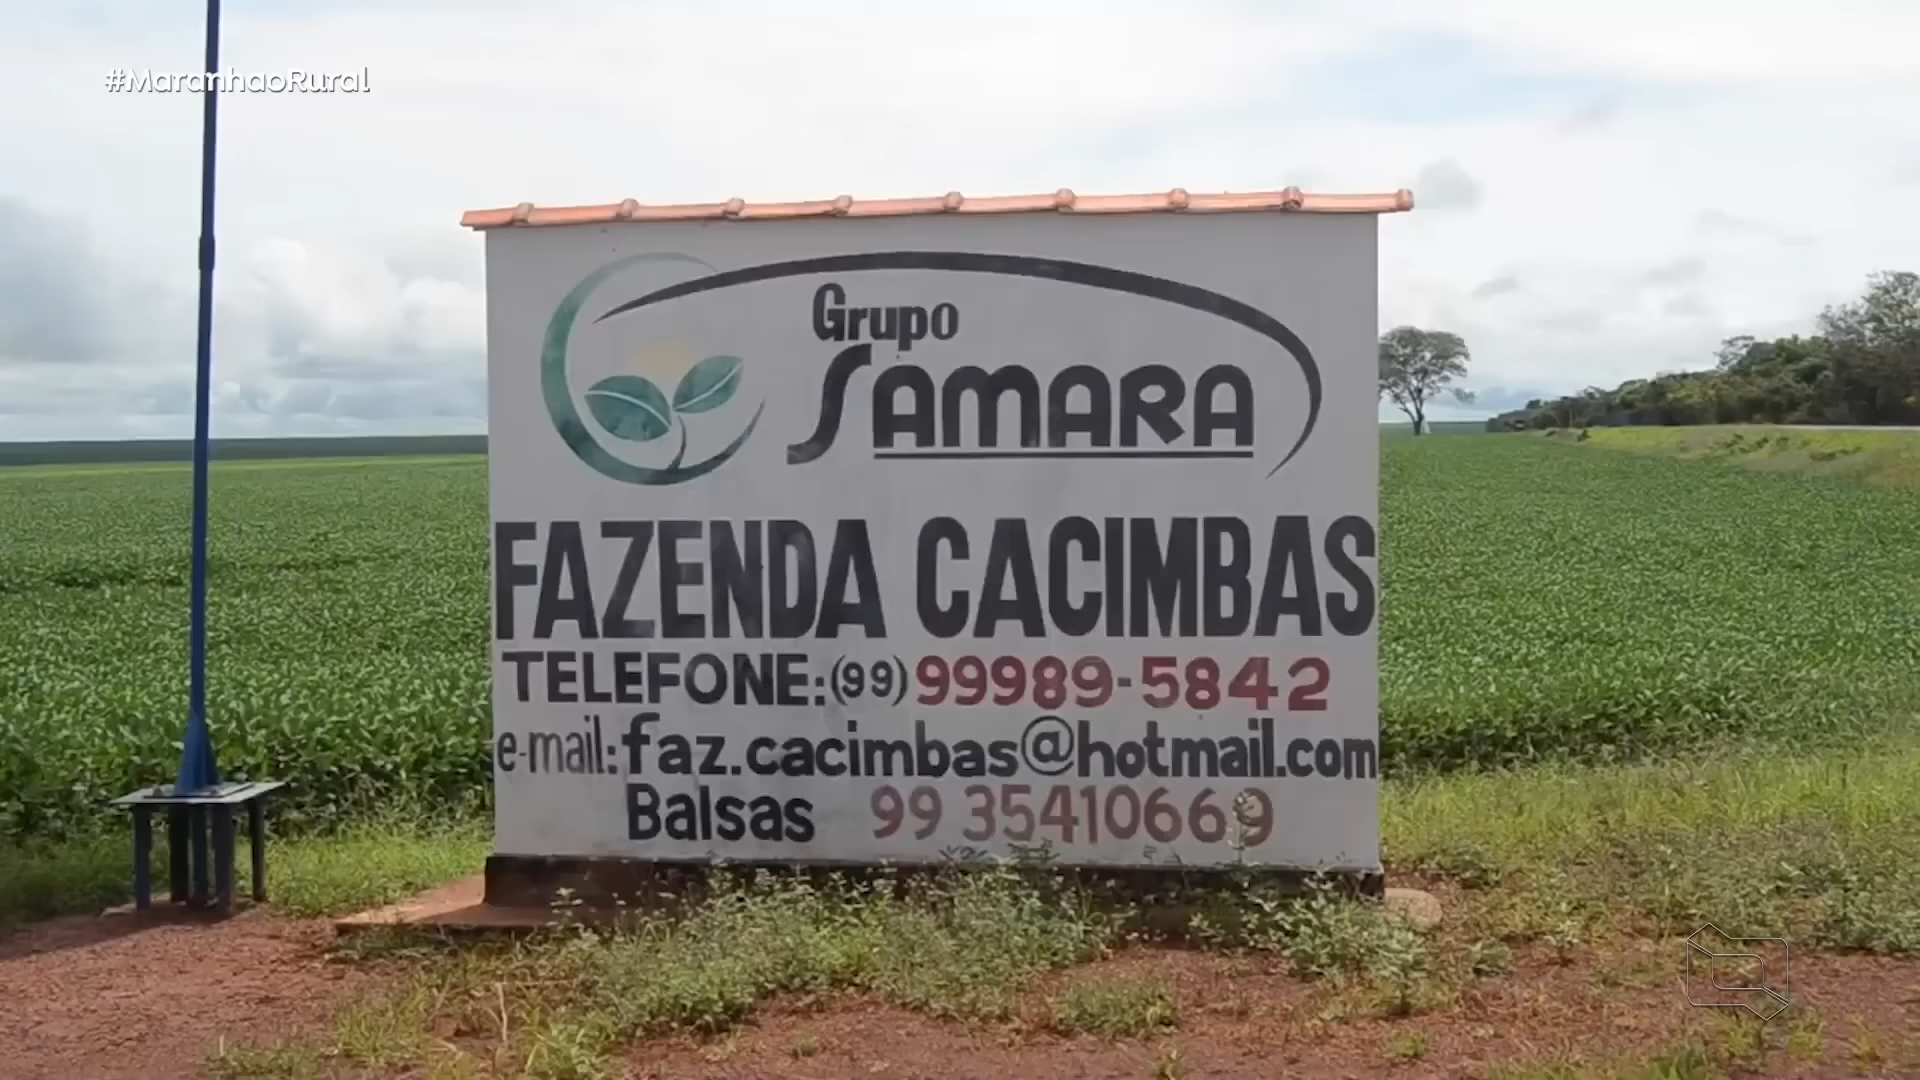 #MaranhaoRural
Grupo
SAMARA
FAZENDA CACIMBAS
TELEFONE: (99) 99989-5842
e-mail: faz.cacimbas@hotmail.com
Balsas 99 35410669